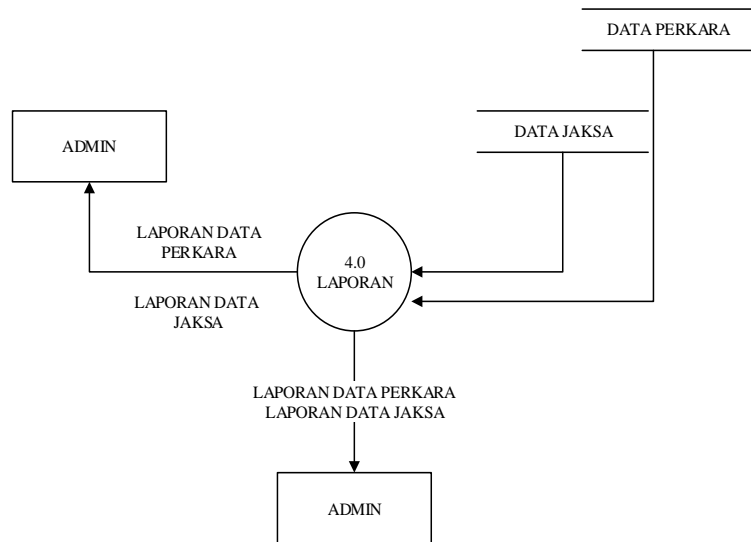 DATA PERKARA
DATA JAKSA
ADMIN
LAPORAN DATA
PERKARA
4.0
LAPORAN
LAPORAN DATA
JAKSA
LAPORAN DATA PERKARA
LAPORAN DATA JAKSA
ADMIN